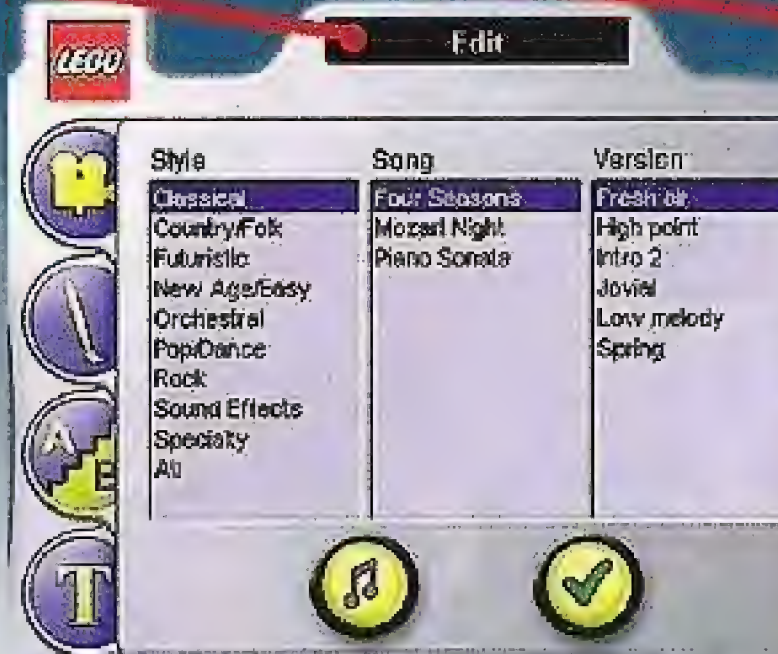 LEGO
Edit
Style
Song
Version
Classical
Four Seasons
Fresh air
Country/Folk
Mozart Night
High point
Futuristic
Piano Sonata
Intro 2
New Age/Easy
Jovial
Orchestral
Low melody
Pop/Dance
Spring
Rock
Sound Effects
Specialty
All
A
B
T